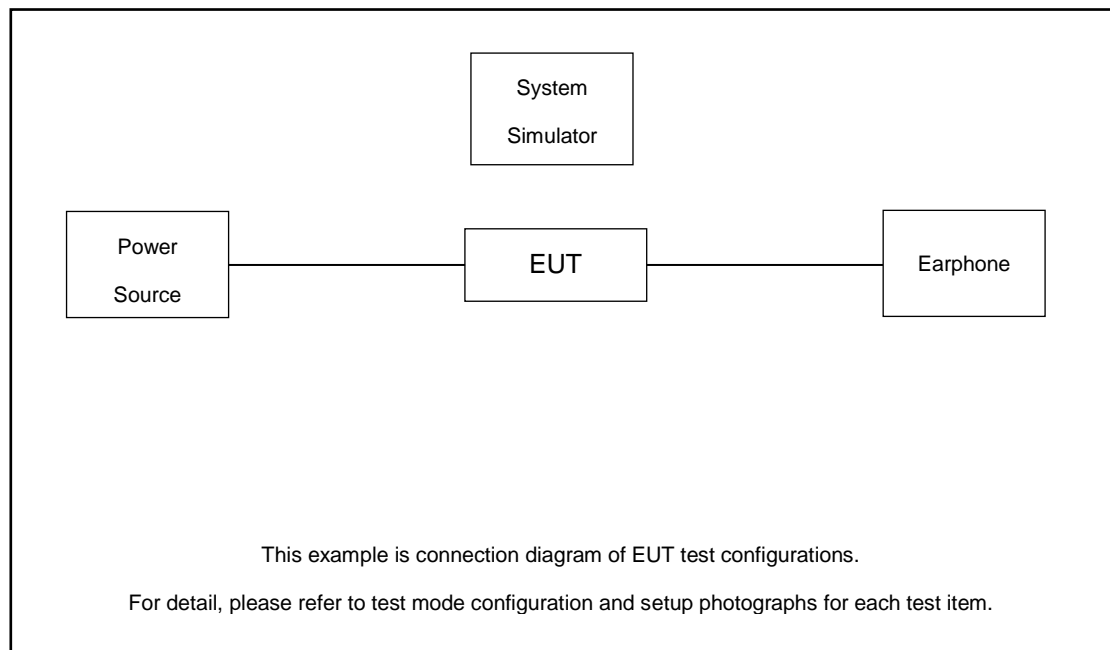 System
Simulator
Power
Source
EUT
Earphone
This example is connection diagram of EUT test configurations.
For detail, please refer to test mode configuration and setup photographs for each test item.